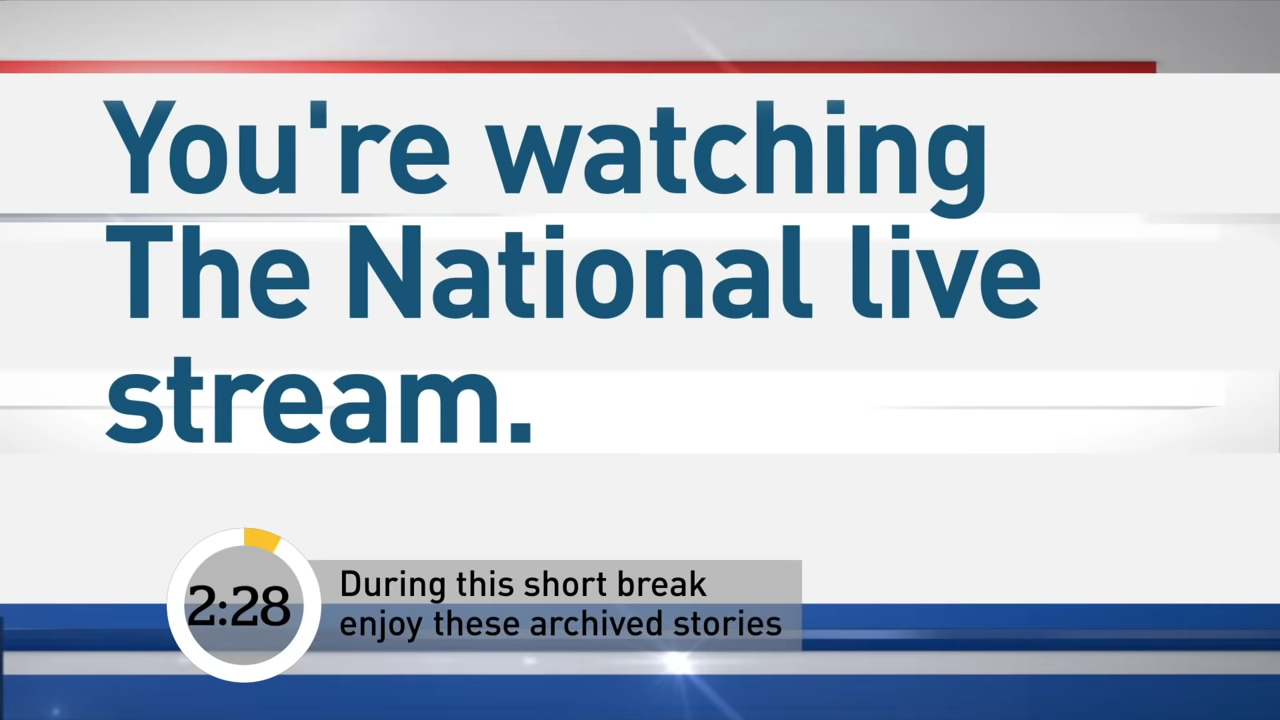 You're watching
The National live
stream.
2:28
During this short break
enjoy these archived stories